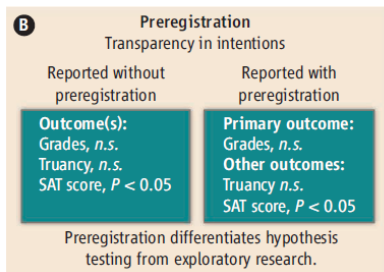 B
Preregistration
Transparency in intentions
Reported without
preregistration
Outcome(s):
Grades, n.s.
Truancy, n.s.
SAT score, P < 0.05
Reported with
preregistration
Primary outcome:
Grades, n.s.
Other outcomes:
Truancy n.s.
SAT score, P < 0.05
Preregistration differentiates hypothesis
testing from exploratory research.